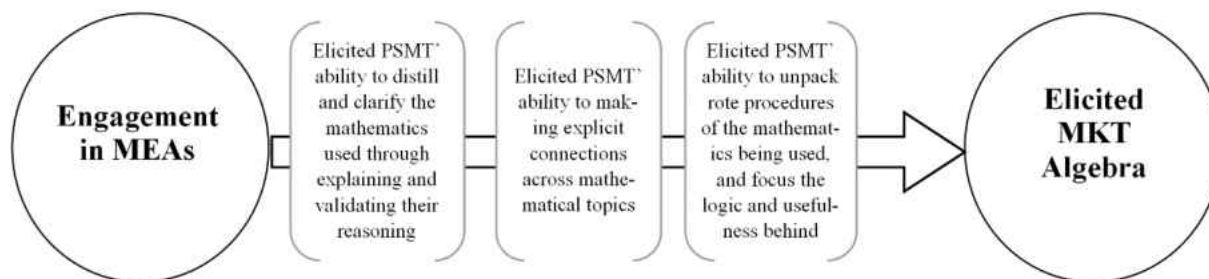 Engagement
in MEAs
Elicited PSMT’
ability to distill
and clarify the
mathematics
used through
explaining and
validating their
reasoning
Elicited PSMT’
ability to mak-
ing explicit
connections
across mathe-
matical topics
Elicited PSMT’
ability to unpack
rote procedures
of the mathemat-
ics being used,
and focus the
logic and useful-
ness behind
Elicited
MKT
Algebra